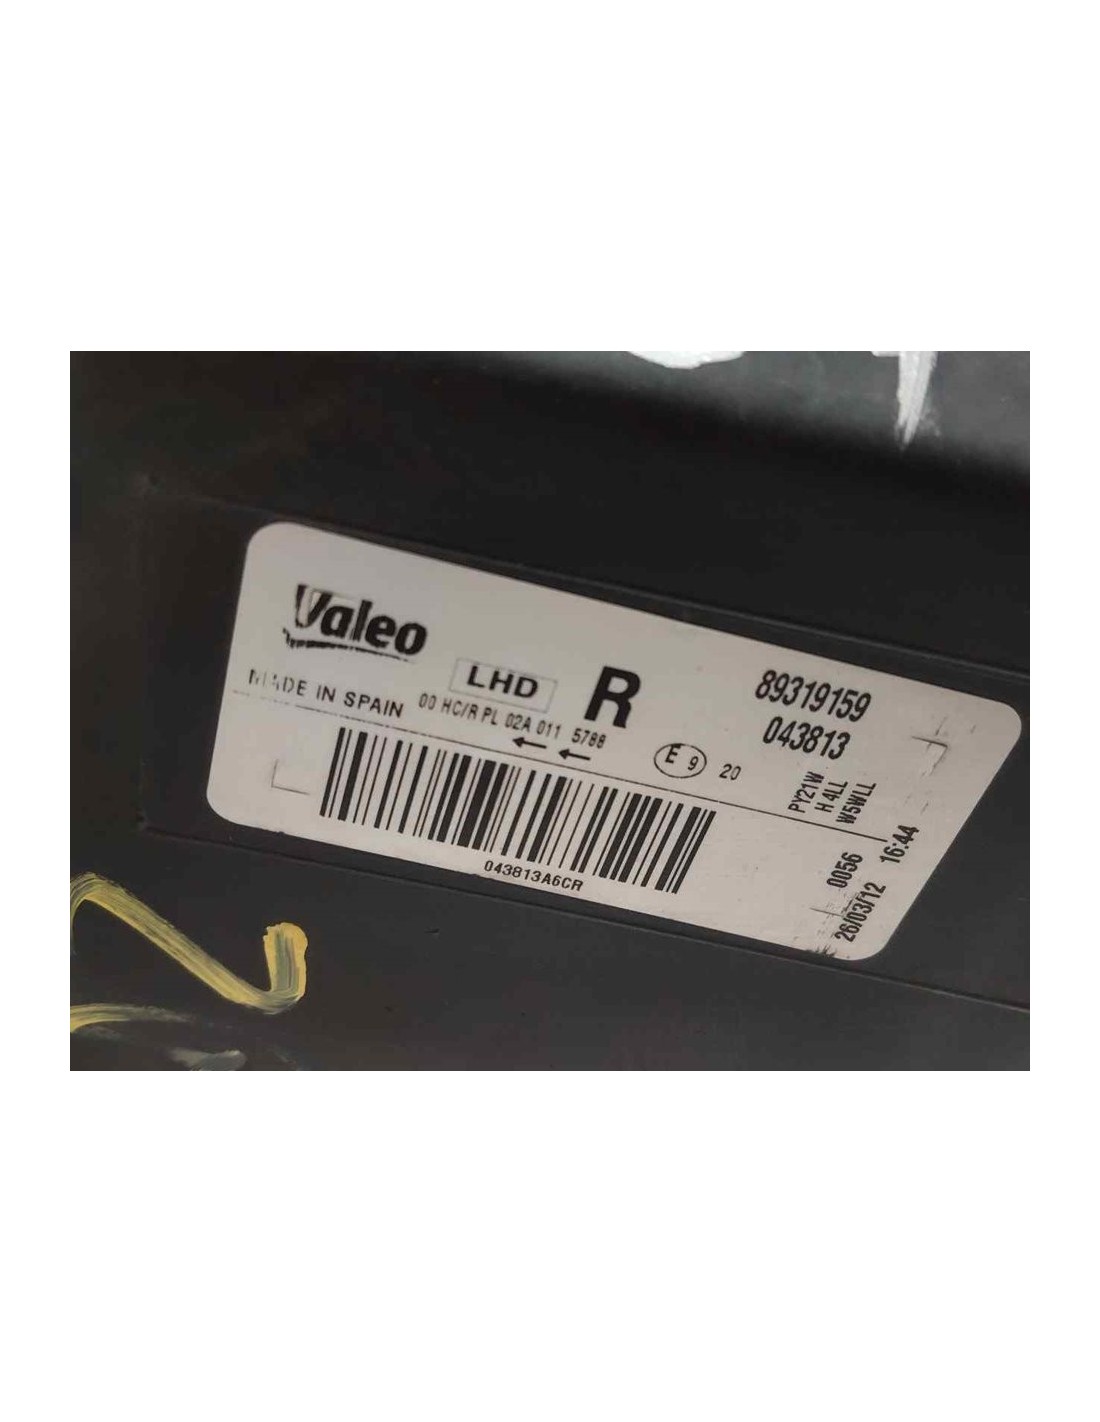 Valeo
MADE IN SPAIN
LHD
00 HC/R PL 02A 011 5788
R
E 9 20
89319159
043813
PY21W
H 4LL
W5WLL
043813A6CR
0056
26/03/12 16:44